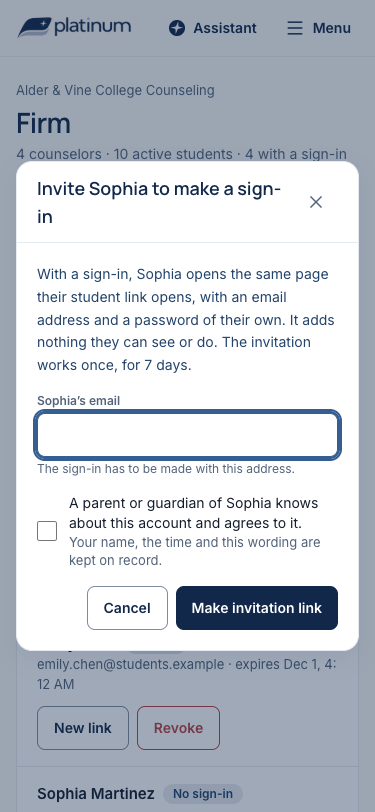 platinum
Assistant
Menu
Alder & Vine College Counseling
Firm
4 counselors · 10 active students · 4 with a sign-in
Invite Sophia to make a sign-
in
With a sign-in, Sophia opens the same page
their student link opens, with an email
address and a password of their own. It adds
nothing they can see or do. The invitation
works once, for 7 days.
Sophia's email
The sign-in has to be made with this address.
A parent or guardian of Sophia knows
about this account and agrees to it.
Your name, the time and this wording are
kept on record.
Cancel
Make invitation link
emily.chen@students.example · expires Dec 1, 4:
12 AM
New link
Revoke
Sophia Martinez
No sign-in